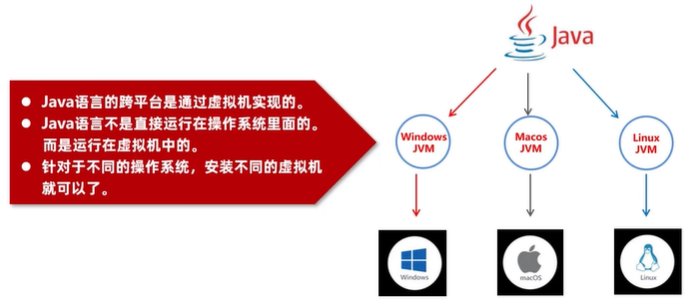 Java
Java语言的跨平台是通过虚拟机实现的。
Java语言不是直接运行在操作系统里面的。
而是运行在虚拟机中的。
针对于不同的操作系统，安装不同的虚拟机
就可以了。
Windows
JVM
Macos
JVM
Linux
JVM
Windows
macOS
Linux